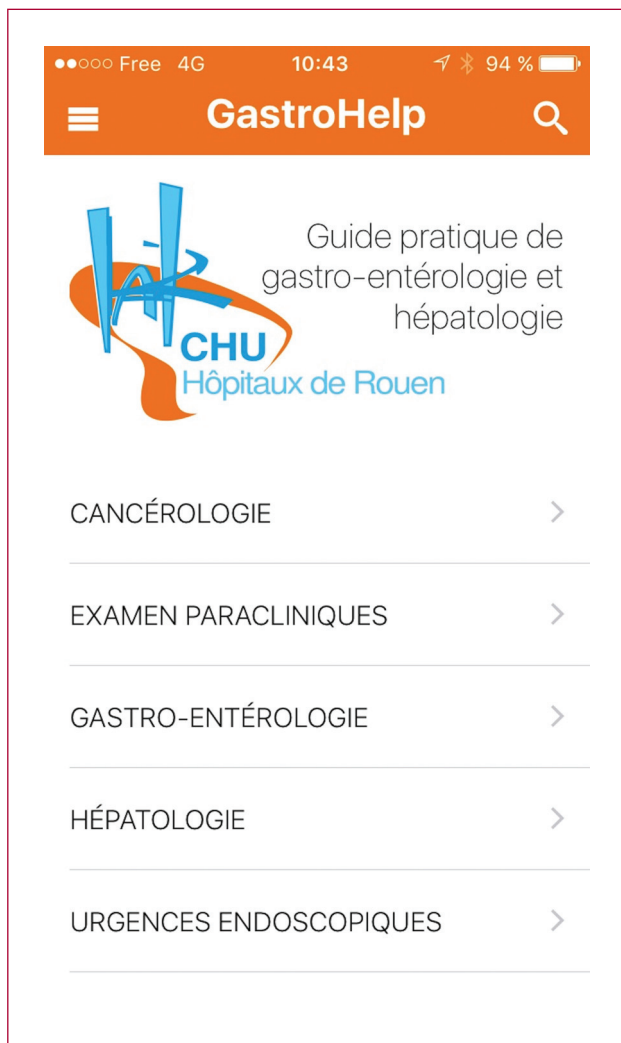 Free 4G 10:43 94 %
GastroHelp
Guide pratique de
gastro-entérologie et
hépatologie
CHU
Hôpitaux de Rouen
CANCÉROLOGIE
EXAMEN PARACLINIQUES
GASTRO-ENTÉROLOGIE
HÉPATOLOGIE
URGENCES ENDOSCOPIQUES